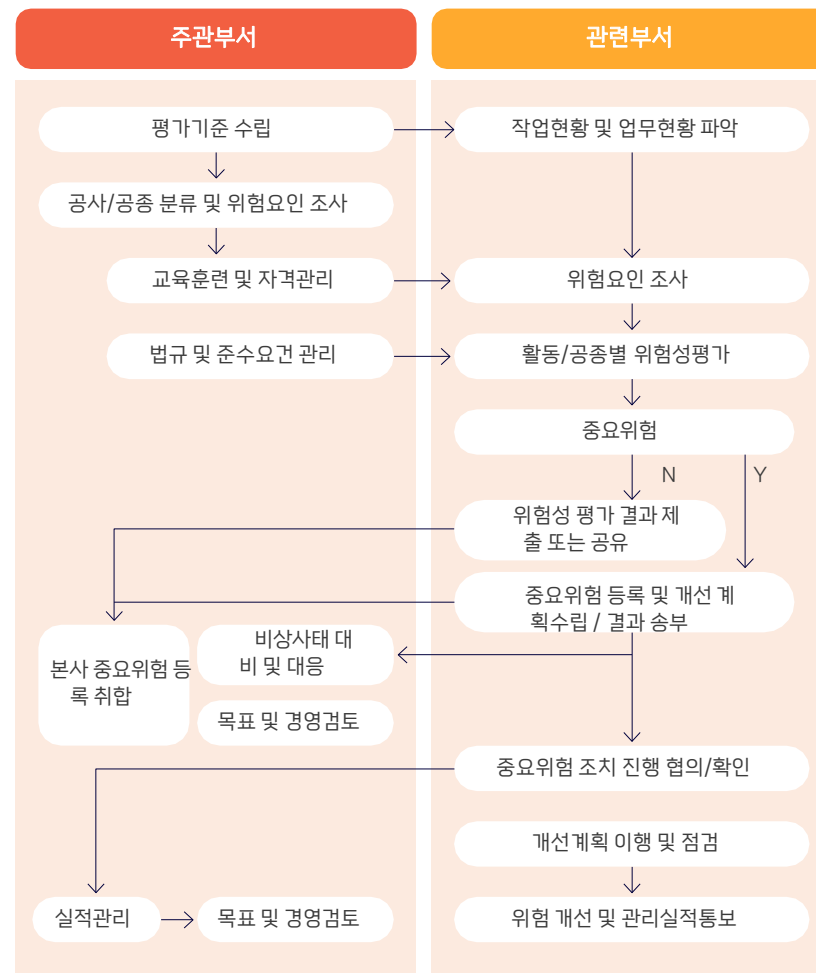 주관부서
관련부서
평가기준 수립
작업현황 및 업무현황 파악
공사/공종 분류 및 위험요인 조사
교육훈련 및 자격관리
위험요인 조사
법규 및 준수요건 관리
활동/공종별 위험성평가
중요위험
N
Y
위험성 평가 결과 제
출 또는 공유
중요위험 등록 및 개선 계
획수립 / 결과 송부
비상사태 대
비 및 대응
본사 중요위험 등
록 취합
목표 및 경영검토
중요위험 조치 진행 협의/확인
개선계획 이행 및 점검
실적관리
목표 및 경영검토
위험 개선 및 관리실적통보